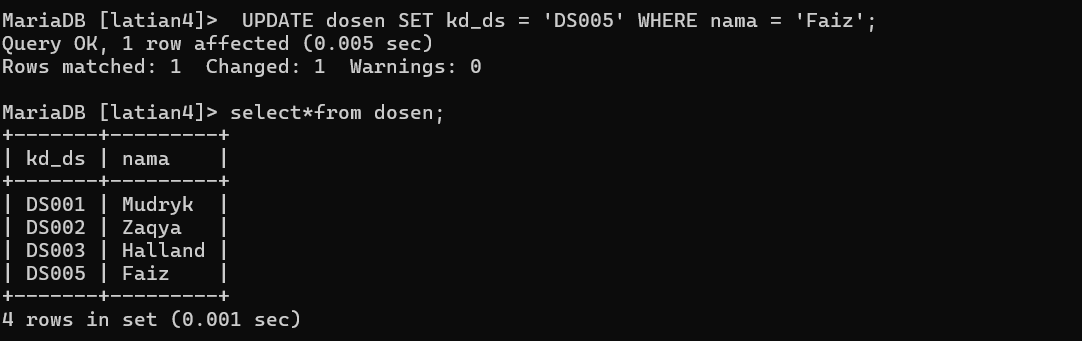 MariaDB [latian4]>  UPDATE dosen SET kd_ds = 'DS005' WHERE nama = 'Faiz';
Query OK, 1 row affected (0.005 sec)
Rows matched: 1  Changed: 1  Warnings: 0

MariaDB [latian4]> select*from dosen;
+-------+---------+
| kd_ds | nama    |
+-------+---------+
| DS001 | Mudryk  |
| DS002 | Zaqya   |
| DS003 | Halland |
| DS005 | Faiz    |
+-------+---------+
4 rows in set (0.001 sec)